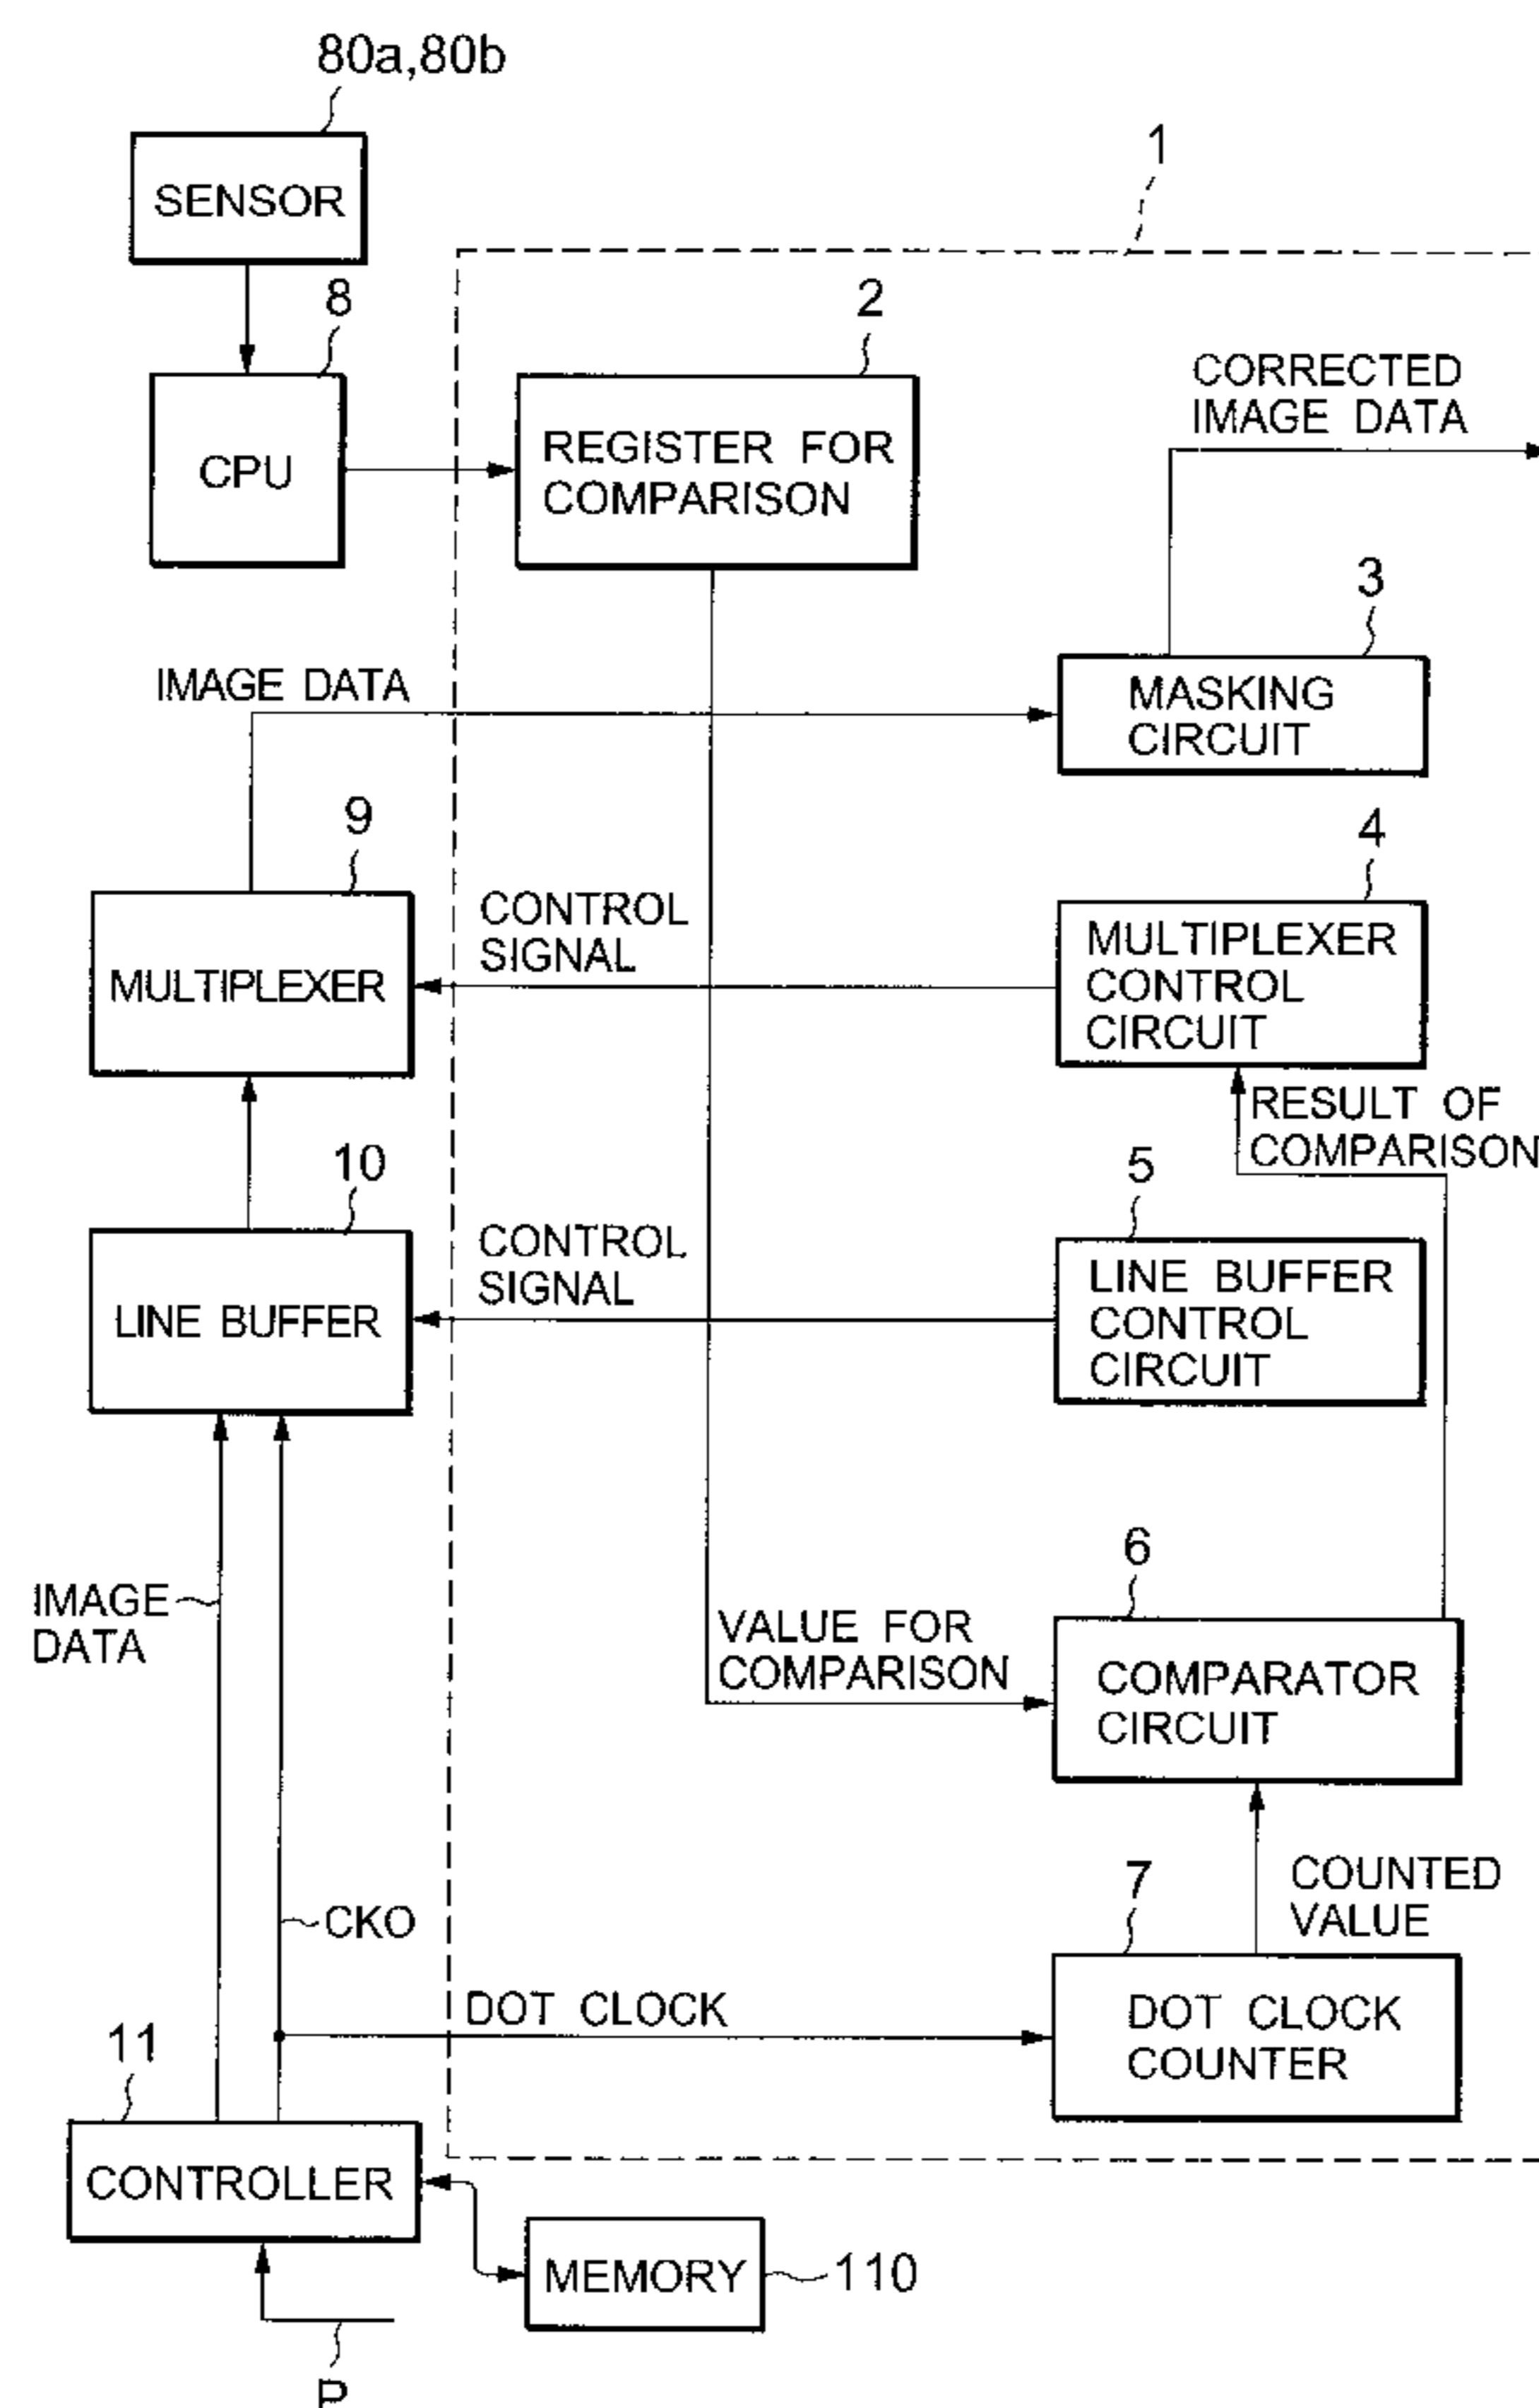 80a,80b
SENSOR
1
8
CPU
2
REGISTER FOR
COMPARISON
CORRECTED
IMAGE DATA
3
MASKING
CIRCUIT
IMAGE DATA
9
MULTIPLEXER
CONTROL
SIGNAL
4
MULTIPLEXER
CONTROL
CIRCUIT
RESULT OF
COMPARISON
10
LINE BUFFER
CONTROL
SIGNAL
5
LINE BUFFER
CONTROL
CIRCUIT
IMAGE
DATA
VALUE FOR
COMPARISON
6
COMPARATOR
CIRCUIT
COUNTED
VALUE
CKO
DOT CLOCK
7
DOT CLOCK
COUNTER
11
CONTROLLER
MEMORY
110
P